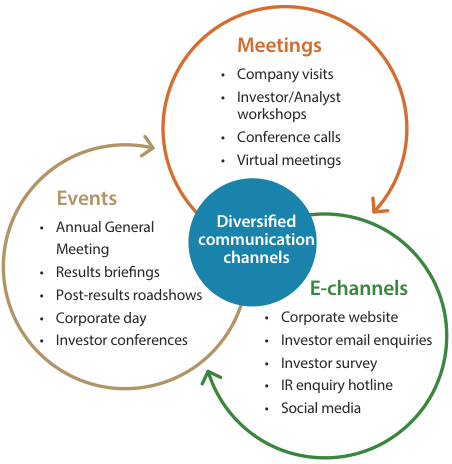 Meetings
• Company visits
• Investor/Analyst
workshops
• Conference calls
• Virtual meetings
Events
• Annual General
Meeting
• Results briefings
• Post-results roadshows
• Corporate day
• Investor conferences
Diversified
communication
channels
E-channels
• Corporate website
• Investor email enquiries
• Investor survey
• IR enquiry hotline
• Social media